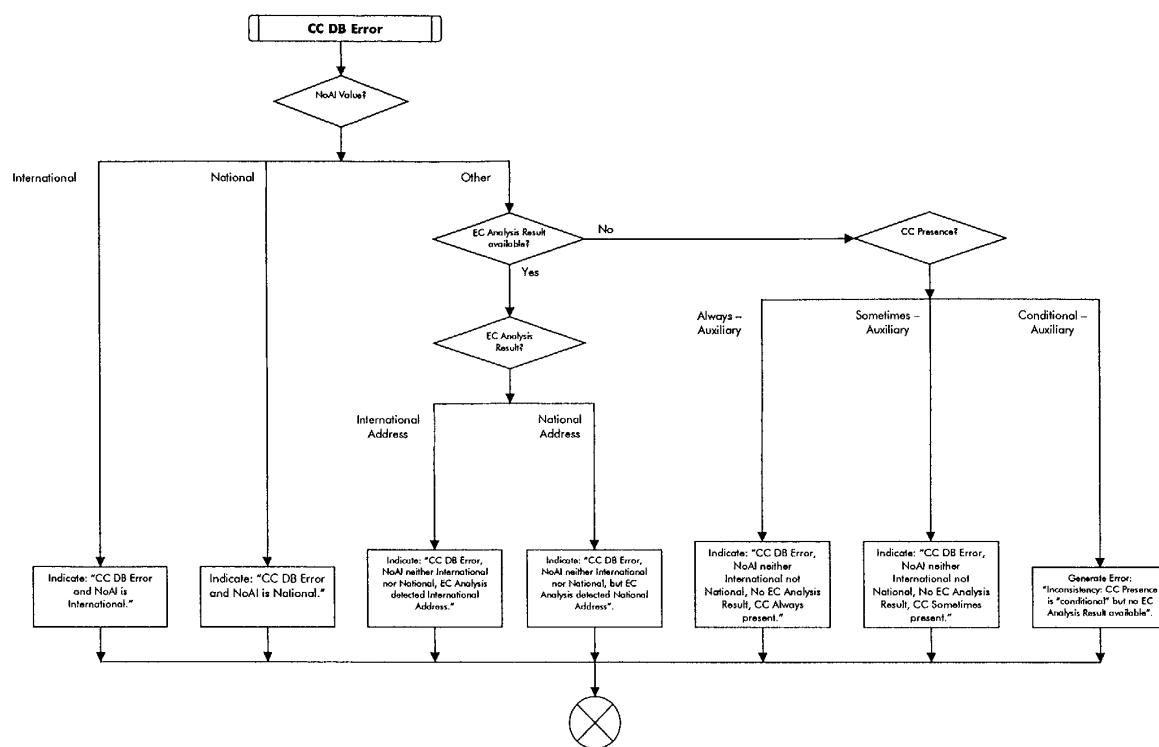 CC DB Error
NoAI Value?
International
National
Other
EC Analysis Result
available?
No
CC Presence?
Yes
EC Analysis
Result?
Always –
Auxiliary
Sometimes –
Auxiliary
Conditional –
Auxiliary
International
Address
National
Address
Indicate: “CC DB Error
and NoAI is
International.”
Indicate: “CC DB Error
and NoAI is National.”
Indicate: “CC DB Error,
NoAI neither International
nor National, EC Analysis
detected International
Address.”
Indicate: “CC DB Error,
NoAI neither International
nor National, but EC
Analysis detected National
Address”.
Indicate: “CC DB
Error, NoAI neither
International not
National, No EC Analysis
Result, CC Always
present.”
Indicate: “CC DB
Error, NoAI neither
International not
National, No EC Analysis
Result, CC Sometimes
present.”
Generate Error:
“Inconsistency: CC Presence
is “conditional” but no EC
Analysis Result available”.